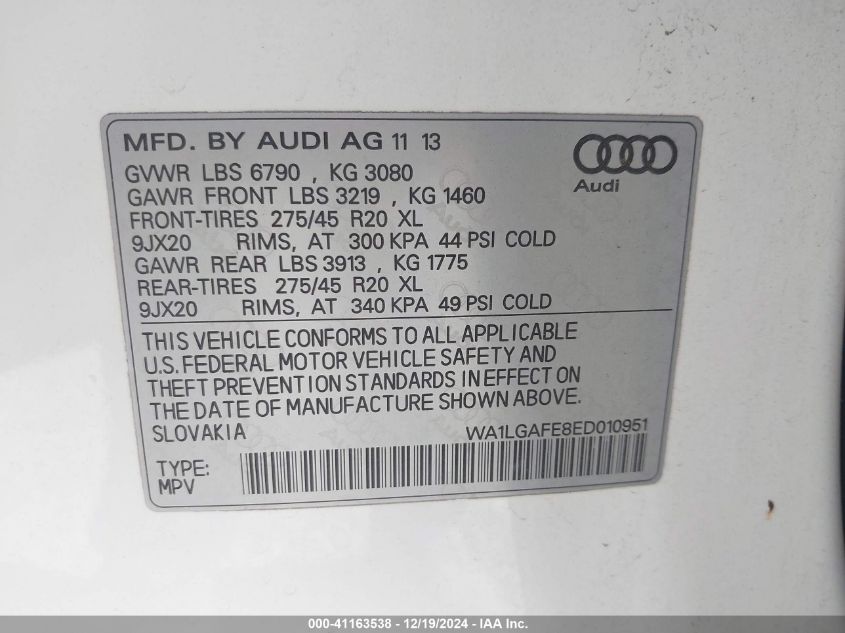 MFD. BY AUDI AG 11 13
Audi
GVWR LBS 6790 , KG 3080
GAWR FRONT LBS 3219 , KG 1460
FRONT-TIRES 275/45 R20 XL
9JX20 RIMS, AT 300 KPA 44 PSI COLD
GAWR REAR LBS 3913 , KG 1775
REAR-TIRES 275/45 R20 XL
9JX20 RIMS, AT 340 KPA 49 PSI COLD
THIS VEHICLE CONFORMS TO ALL APPLICABLE
U.S. FEDERAL MOTOR VEHICLE SAFETY AND
THEFT PREVENTION STANDARDS IN EFFECT ON
THE DATE OF MANUFACTURE SHOWN ABOVE.
SLOVAKIA WA1LGAFE8ED010951
TYPE:
MPV
000-41163538 - 12/19/2024 - IAA Inc.